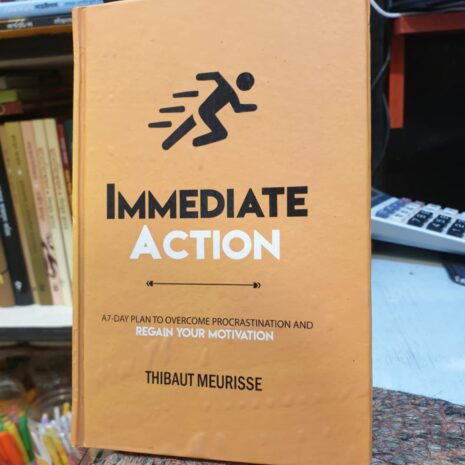 IMMEDIATE
ACTION
A 7-DAY PLAN TO OVERCOME PROCRASTINATION AND
REGAIN YOUR MOTIVATION
THIBAUT MEURISSE